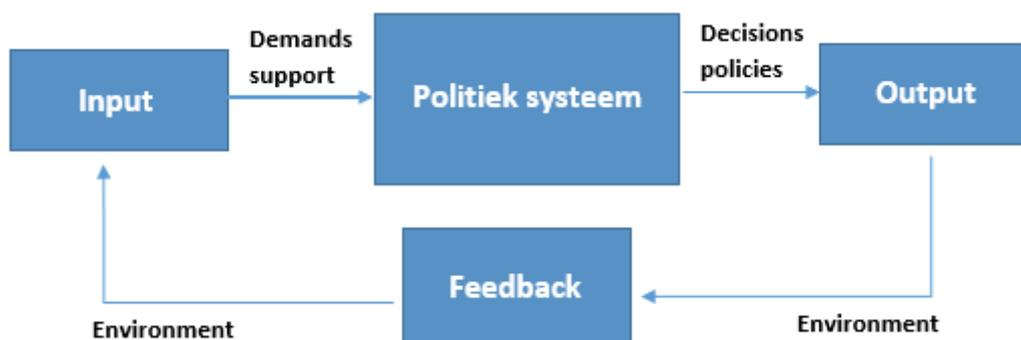 Input
Demands
support
Politiek systeem
Decisions
policies
Output
Feedback
Environment
Environment